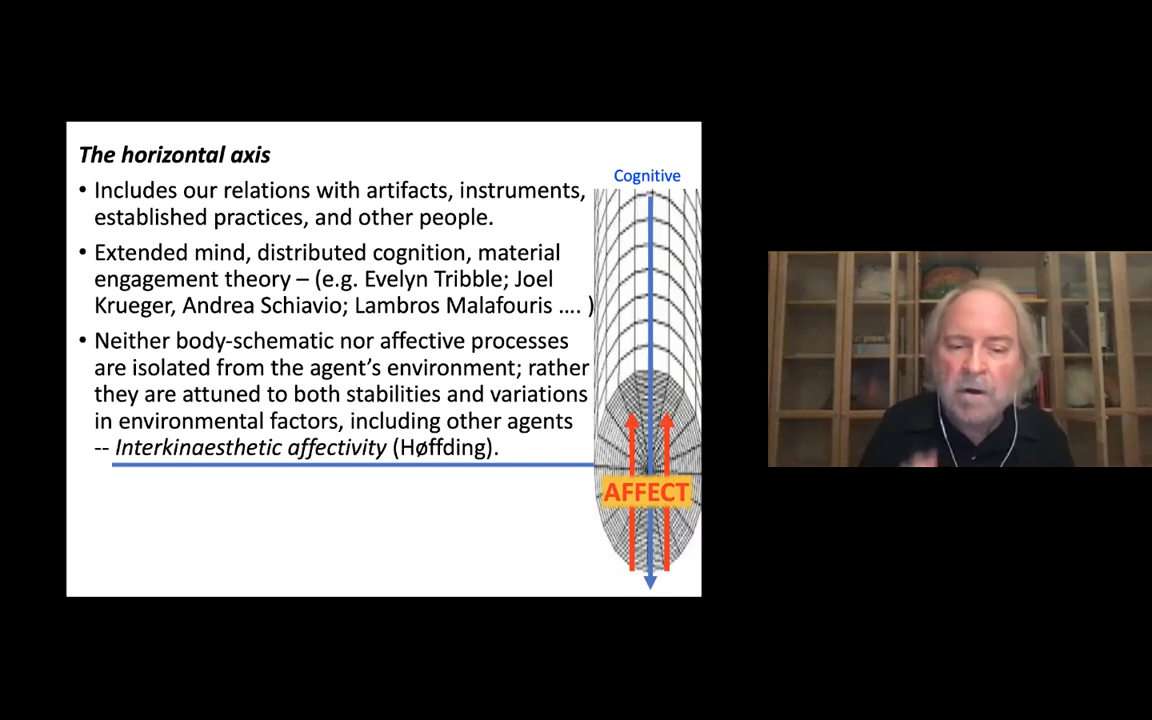 The horizontal axis
• Includes our relations with artifacts, instruments,
established practices, and other people.
• Extended mind, distributed cognition, material
engagement theory – (e.g. Evelyn Tribble; Joel
Krueger, Andrea Schiavio; Lambros Malafouris .... )
• Neither body-schematic nor affective processes
are isolated from the agent's environment; rather
they are attuned to both stabilities and variations
in environmental factors, including other agents
-- Interkinaesthetic affectivity (Høffding).
Cognitive
AFFECT